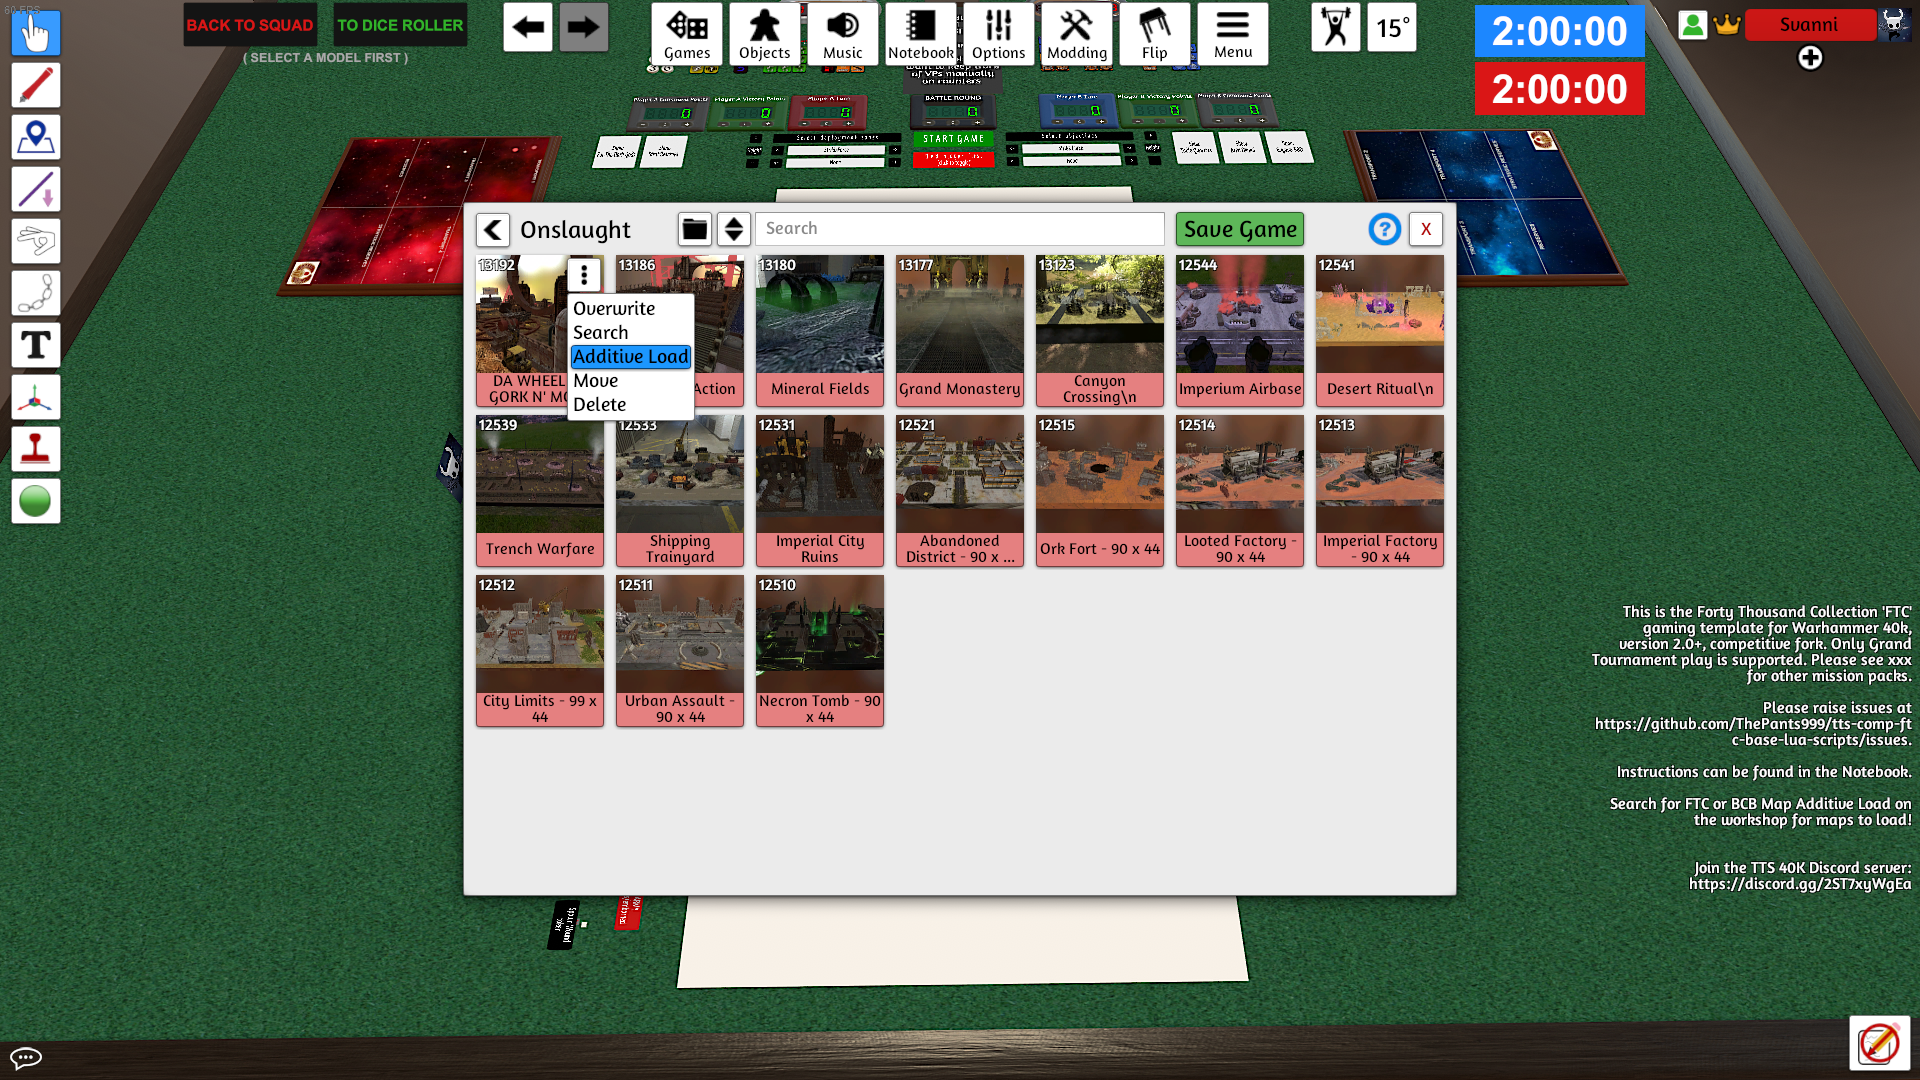 60 FPS
BACK TO SQUAD
TO DICE ROLLER
( SELECT A MODEL FIRST )
Games
Objects
Music
Notebook
Options
Modding
Flip
Menu
15°
2:00:00
2:00:00
Svanni
of VPs manually
on counters
BATTLE ROUND
START GAME
Onslaught
Search
Save Game
?
X
13192
13186
13180
13177
13123
12544
12541
Overwrite
Search
Additive Load
Move
Delete
DA WHEEL
GORK N' MO
Action
Mineral Fields
Grand Monastery
Canyon
Crossing\n
Imperium Airbase
Desert Ritual\n
12539
12533
12531
12521
12515
12514
12513
Trench Warfare
Shipping
Trainyard
Imperial City
Ruins
Abandoned
District - 90 x ...
Ork Fort - 90 x 44
Looted Factory -
90 x 44
Imperial Factory
- 90 x 44
12512
12511
12510
City Limits - 99 x
44
Urban Assault -
90 x 44
Necron Tomb - 90
x 44
T
This is the Forty Thousand Collection 'FTC'
gaming template for Warhammer 40k,
version 2.0+, competitive fork. Only Grand
Tournament play is supported. Please see xxx
for other mission packs.
Please raise issues at
https://github.com/ThePants999/tts-comp-ft
c-base-lua-scripts/issues.
Instructions can be found in the Notebook.
Search for FTC or BCB Map Additive Load on
the workshop for maps to load!
Join the TTS 40K Discord server:
https://discord.gg/2ST7xyWgEa